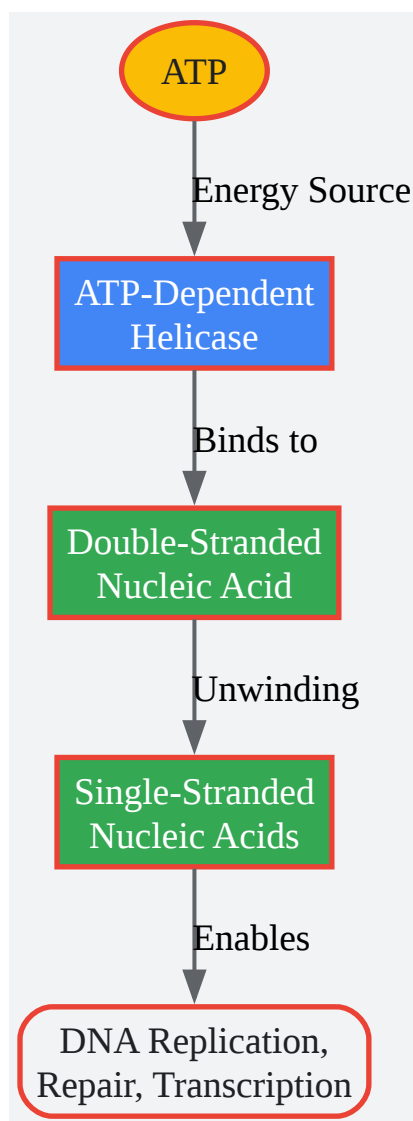 ATP
Energy Source
ATP-Dependent
Helicase
Binds to
Double-Stranded
Nucleic Acid
Unwinding
Single-Stranded
Nucleic Acids
Enables
DNA Replication,
Repair, Transcription